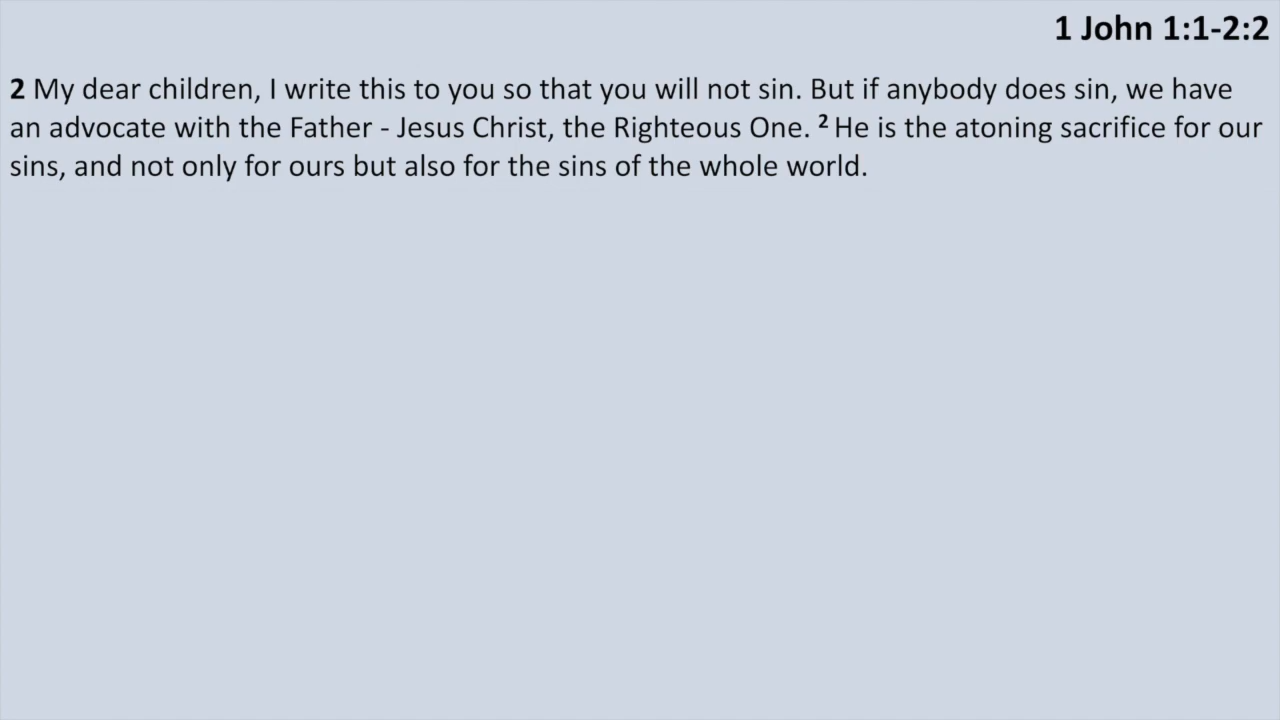 1 John 1:1-2:2
2 My dear children, I write this to you so that you will not sin. But if anybody does sin, we have
an advocate with the Father - Jesus Christ, the Righteous One. 2 He is the atoning sacrifice for our
sins, and not only for ours but also for the sins of the whole world.